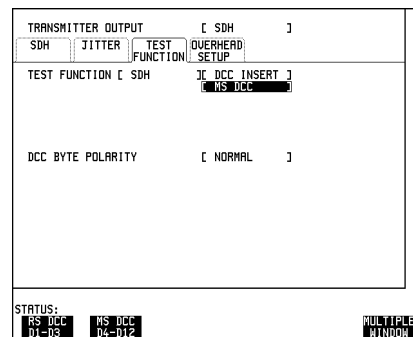 TRANSMITTER OUTPUT [ SDH ]
SDH JITTER TEST FUNCTION OVERHEAD SETUP
TEST FUNCTION [ SDH ][ DCC INSERT ]
[ MS DCC ]
DCC BYTE POLARITY [ NORMAL ]
STATUS:
RS DCC MS DCC MULTIPLE
D1-D3 D4-D12 WINDOW